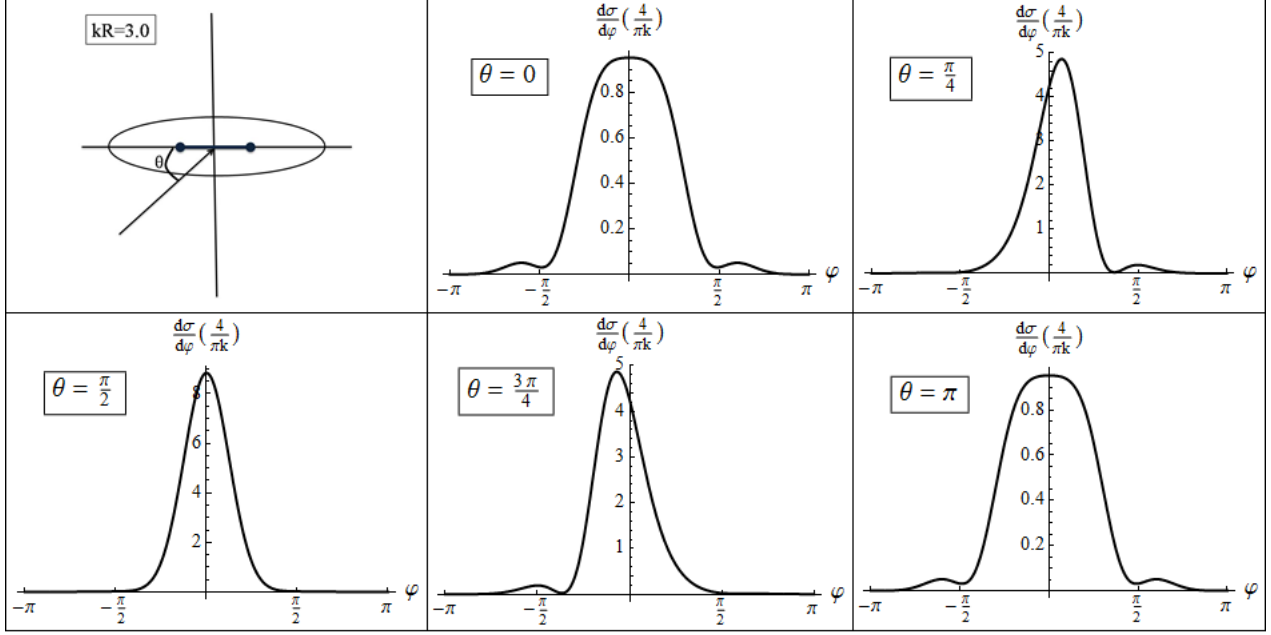 kR=3.0
θ
dσ/dφ (4/πk)
θ = 0
0.8
0.6
0.4
0.2
−π
−π/2
π/2
π
φ
dσ/dφ (4/πk)
θ = π/4
5
4
3
2
1
−π
−π/2
π/2
π
φ
dσ/dφ (4/πk)
θ = π/2
8
6
4
2
−π
−π/2
π/2
π
φ
dσ/dφ (4/πk)
θ = 3π/4
5
4
3
2
1
−π
−π/2
π/2
π
φ
dσ/dφ (4/πk)
θ = π
0.8
0.6
0.4
0.2
−π
−π/2
π/2
π
φ